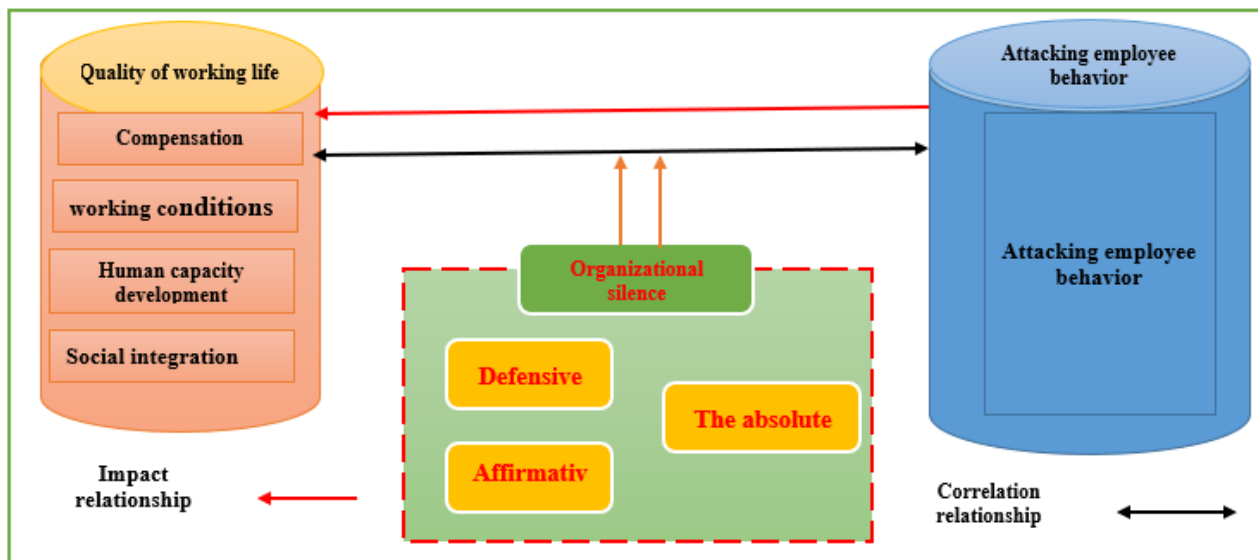 Quality of working life
Compensation
working conditions
Human capacity
development
Social integration
Impact
relationship
Organizational
silence
Defensive
The absolute
Affirmativ
Attacking employee
behavior
Attacking employee
behavior
Correlation
relationship